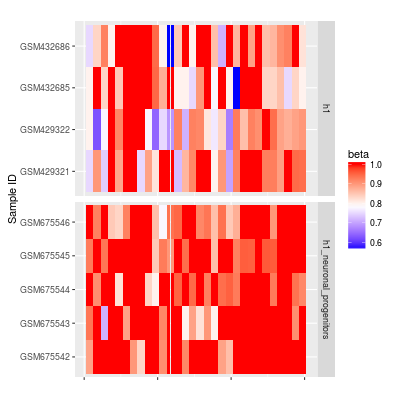 Sample ID
GSM432686
GSM432685
GSM429322
GSM429321
h1
GSM675546
GSM675545
GSM675544
GSM675543
GSM675542
h1_neuronal_progenitors
beta
1.0
0.9
0.8
0.7
0.6